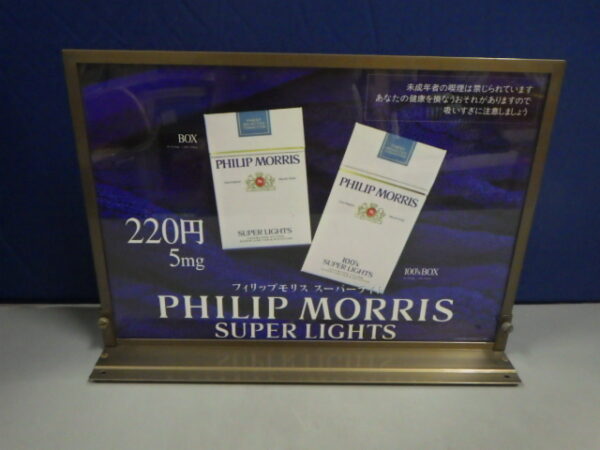 未成年者の喫煙は禁じられています
あなたの健康を損なうおそれがありますので
吸いすぎに注意しましょう
BOX
PHILIP MORRIS
SUPER LIGHTS
PHILIP MORRIS
100's
SUPER LIGHTS
220円
5mg
100's BOX
フィリップモリス スーパーライト
PHILIP MORRIS
SUPER LIGHTS